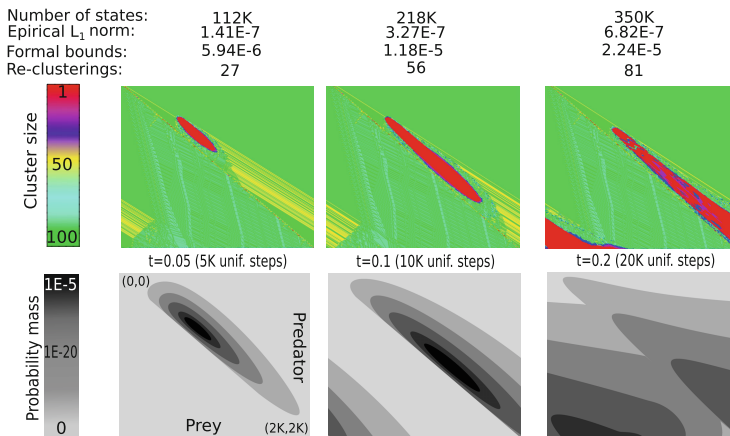 Number of states: 112K 218K 350K
Epirical L1 norm: 1.41E-7 3.27E-7 6.82E-7
Formal bounds: 5.94E-6 1.18E-5 2.24E-5
Re-clusterings: 27 56 81
Cluster size
1
50
100
t=0.05 (5K unif. steps) t=0.1 (10K unif. steps) t=0.2 (20K unif. steps)
Probability mass
1E-5
1E-20
0
(0,0)
Predator
Prey
(2K,2K)